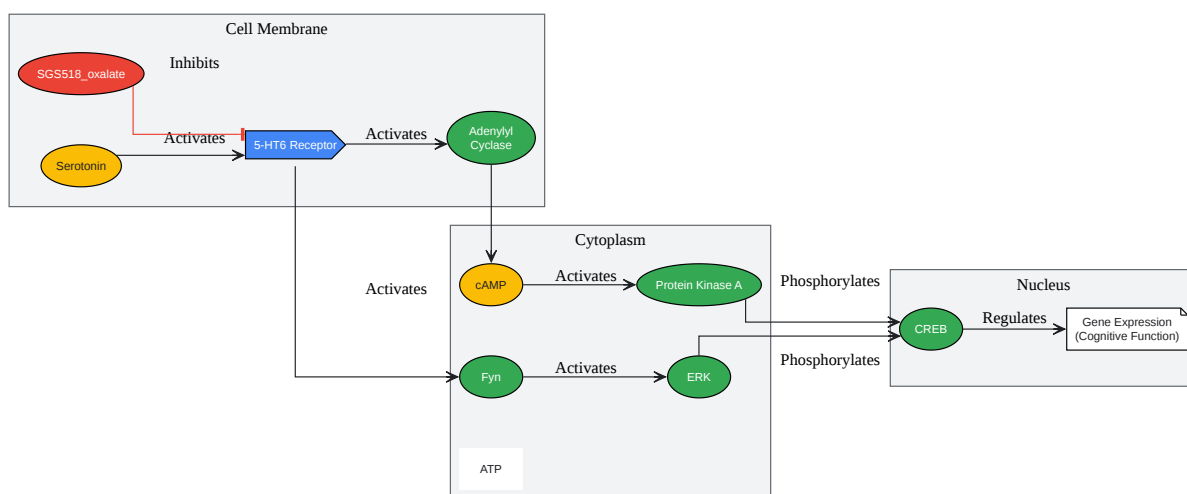 Cell Membrane
SGS518_oxalate
Inhibits
Activates
Serotonin
5-HT6 Receptor
Activates
Adenylyl
Cyclase
Cytoplasm
Activates
cAMP
Activates
Protein Kinase A
Phosphorylates
Nucleus
CREB
Regulates
Gene Expression
(Cognitive Function)
Phosphorylates
Fyn
Activates
ERK
ATP